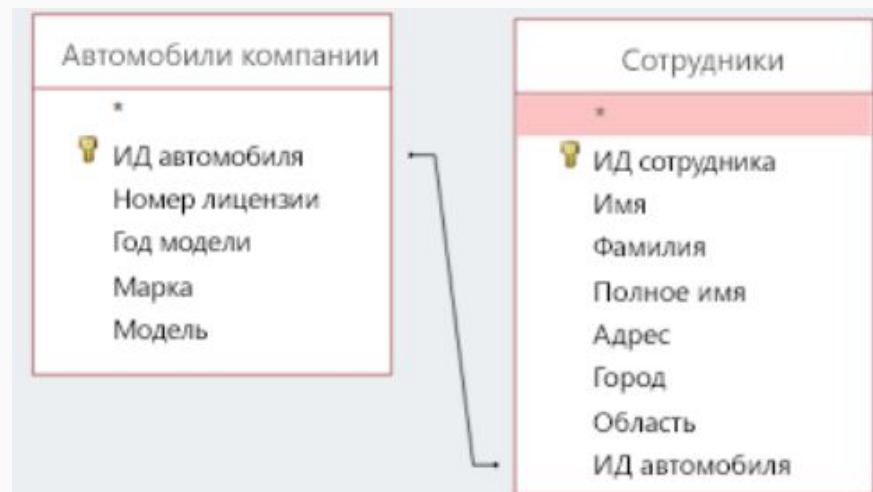 Автомобили компании
*
ИД автомобиля
Номер лицензии
Год модели
Марка
Модель
Сотрудники
*
ИД сотрудника
Имя
Фамилия
Полное имя
Адрес
Город
Область
ИД автомобиля